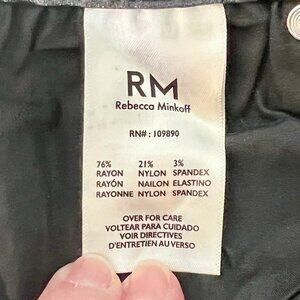 RM
Rebecca Minkoff
RN#: 109890
76% 21% 3%
RAYON NYLON SPANDEX
RAYÓN NAILON ELASTINO
RAYONNE NYLON SPANDEX
OVER FOR CARE
VOLTEAR PARA CUIDADO
VOIR DIRECTIVES
D'ENTRETIEN AU VERSO